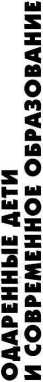 ОДАРЕННЫЕ ДЕТИ
И СОВРЕМЕННОЕ ОБРАЗОВАНИЕ